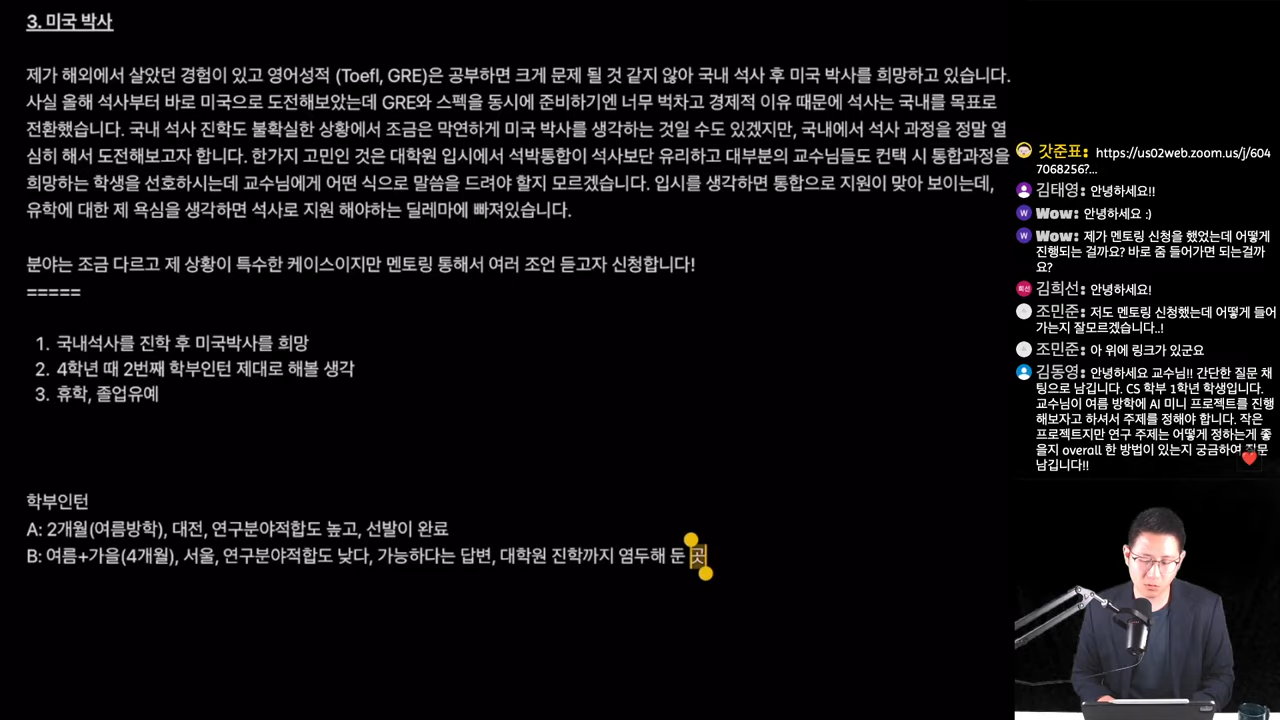 3. 미국 박사
제가 해외에서 살았던 경험이 있고 영어성적 (Toefl, GRE)은 공부하면 크게 문제 될 것 같지 않아 국내 석사 후 미국 박사를 희망하고 있습니다.
사실 올해 석사부터 바로 미국으로 도전해보았는데 GRE와 스펙을 동시에 준비하기엔 너무 벅차고 경제적 이유 때문에 석사는 국내를 목표로
전환했습니다. 국내 석사 진학도 불확실한 상황에서 조금은 막연하게 미국 박사를 생각하는 것일 수도 있겠지만, 국내에서 석사 과정을 정말 열
심히 해서 도전해보고자 합니다. 한가지 고민인 것은 대학원 입시에서 석박통합이 석사보단 유리하고 대부분의 교수님들도 컨택 시 통합과정을
희망하는 학생을 선호하시는데 교수님에게 어떤 식으로 말씀을 드려야 할지 모르겠습니다. 입시를 생각하면 통합으로 지원이 맞아 보이는데,
유학에 대한 제 욕심을 생각하면 석사로 지원 해야하는 딜레마에 빠져있습니다.
분야는 조금 다르고 제 상황이 특수한 케이스이지만 멘토링 통해서 여러 조언 듣고자 신청합니다!
=====
1. 국내석사를 진학 후 미국박사를 희망
2. 4학년 때 2번째 학부인턴 제대로 해볼 생각
3. 휴학, 졸업유예
학부인턴
A: 2개월(여름방학), 대전, 연구분야적합도 높고, 선발이 완료
B: 여름+가을(4개월), 서울, 연구분야적합도 낮다, 가능하다는 답변, 대학원 진학까지 염두해 둔 곳
갓준표: https://us02web.zoom.us/j/604
7068256?...
김태영: 안녕하세요!!
W Wow: 안녕하세요 :)
W Wow: 제가 멘토링 신청을 했었는데 어떻게
진행되는 걸까요? 바로 줌 들어가면 되는걸까
요?
희선 김희선: 안녕하세요!
조민준: 저도 멘토링 신청했는데 어떻게 들어
가는지 잘모르겠습니다..!
조민준: 아 위에 링크가 있군요
김동영: 안녕하세요 교수님!! 간단한 질문 채
팅으로 남깁니다. CS 학부 1학년 학생입니다.
교수님이 여름 방학에 AI 미니 프로젝트를 진행
해보자고 하셔서 주제를 정해야 합니다. 작은
프로젝트지만 연구 주제는 어떻게 정하는게 좋
을지 overall 한 방법이 있는지 궁금하여 질문
남깁니다!!